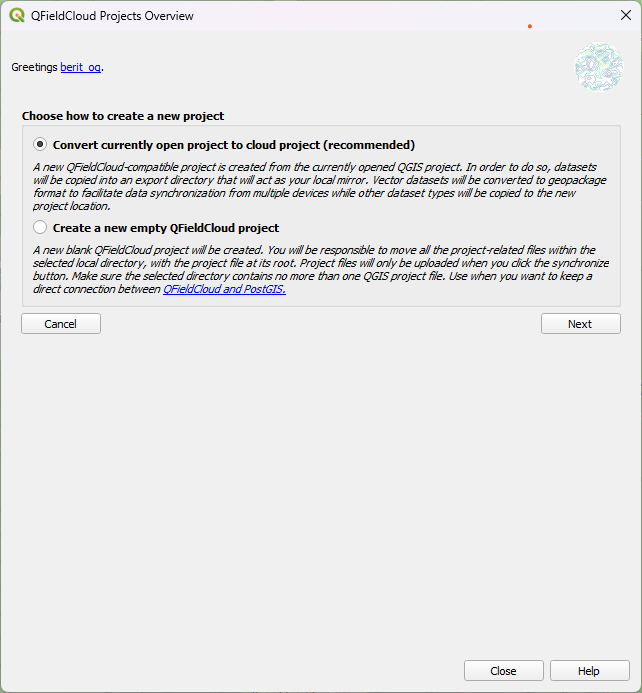 QFieldCloud Projects Overview
Greetings berit_oq.
Choose how to create a new project
Convert currently open project to cloud project (recommended)
A new QFieldCloud-compatible project is created from the currently opened QGIS project. In order to do so, datasets
will be copied into an export directory that will act as your local mirror. Vector datasets will be converted to geopackage
format to facilitate data synchronization from multiple devices while other dataset types will be copied to the new
project location.
Create a new empty QFieldCloud project
A new blank QFieldCloud project will be created. You will be responsible to move all the project-related files within the
selected local directory, with the project file at its root. Project files will only be uploaded when you click the synchronize
button. Make sure the selected directory contains no more than one QGIS project file. Use when you want to keep a
direct connection between QFieldCloud and PostGIS.
Cancel
Next
Close
Help